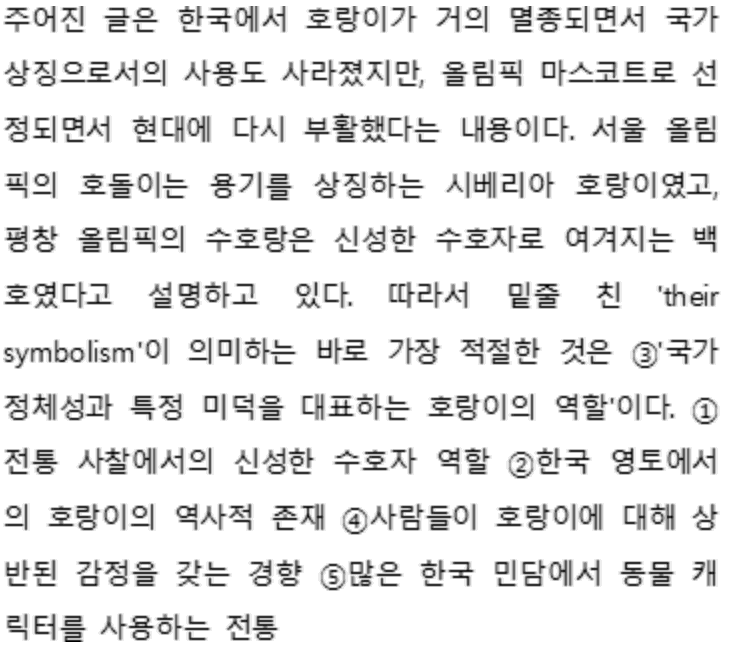 주어진 글은 한국에서 호랑이가 거의 멸종되면서 국가
상징으로서의 사용도 사라졌지만, 올림픽 마스코트로 선
정되면서 현대에 다시 부활했다는 내용이다. 서울 올림
픽의 호돌이는 용기를 상징하는 시베리아 호랑이였고,
평창 올림픽의 수호랑은 신성한 수호자로 여겨지는 백
호였다고 설명하고 있다. 따라서 밑줄 친 'their
symbolism'이 의미하는 바로 가장 적절한 것은 ③'국가
정체성과 특정 미덕을 대표하는 호랑이의 역할'이다. ①
전통 사찰에서의 신성한 수호자 역할 ②한국 영토에서
의 호랑이의 역사적 존재 ④사람들이 호랑이에 대해 상
반된 감정을 갖는 경향 ⑤많은 한국 민담에서 동물 캐
릭터를 사용하는 전통